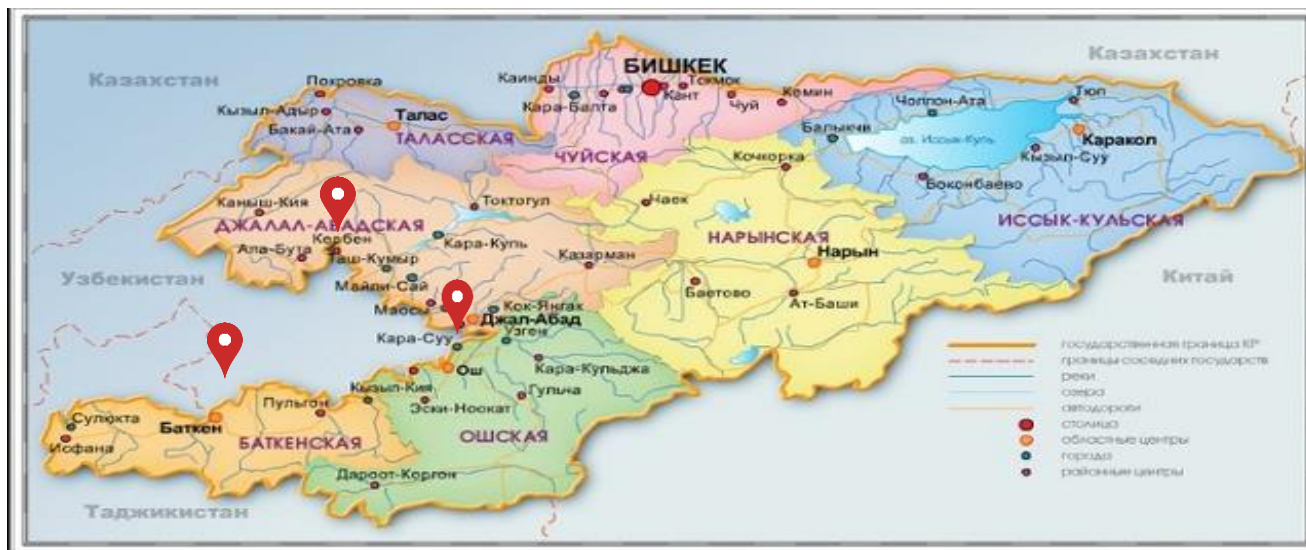 Казахстан
Казахстан
БИШКЕК
Покровка
Каинды
Токмок
Кызыл-Адыр
Кара-Балта
Кант
Чуй
Кемин
Чолпон-Ата
Тюп
Талас
Бакай-Ата
ТАЛАССКАЯ
Балыкчи
оз. Иссык-Куль
Каракол
Кызыл-Суу
ЧУЙСКАЯ
Кочкорка
Боконбаево
Каныш-Кия
Токтогул
Чаек
ИССЫК-КУЛЬСКАЯ
ДЖАЛАЛ-АБАДСКАЯ
Кербен
Кара-Куль
НАРЫНСКАЯ
Ала-Бута
Таш-Кумыр
Казарман
Нарын
Узбекистан
Китай
Майли-Сай
Баетово
Ат-Баши
Масы
Кок-Янгак
Джал-Абад
Кара-Суу
Узген
государственная граница КР
границы соседних государств
Ош
Кара-Кульджа
реки
Кызыл-Кия
Гульча
озера
Сулюкта
Пульгон
Эски-Ноокат
автодороги
Баткен
столица
Исфана
БАТКЕНСКАЯ
ОШСКАЯ
областные центры
города
Дароот-Коргон
районные центры
Таджикистан